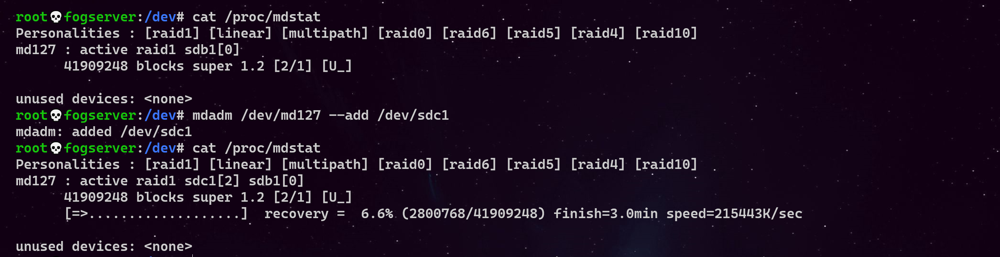 root💀fogserver:/dev# cat /proc/mdstat
Personalities : [raid1] [linear] [multipath] [raid0] [raid6] [raid5] [raid4] [raid10]
md127 : active raid1 sdb1[0]
      41909248 blocks super 1.2 [2/1] [U_]

unused devices: <none>
root💀fogserver:/dev# mdadm /dev/md127 --add /dev/sdc1
mdadm: added /dev/sdc1
root💀fogserver:/dev# cat /proc/mdstat
Personalities : [raid1] [linear] [multipath] [raid0] [raid6] [raid5] [raid4] [raid10]
md127 : active raid1 sdc1[2] sdb1[0]
      41909248 blocks super 1.2 [2/1] [U_]
      [=>...................]  recovery =  6.6% (2800768/41909248) finish=3.0min speed=215443K/sec

unused devices: <none>